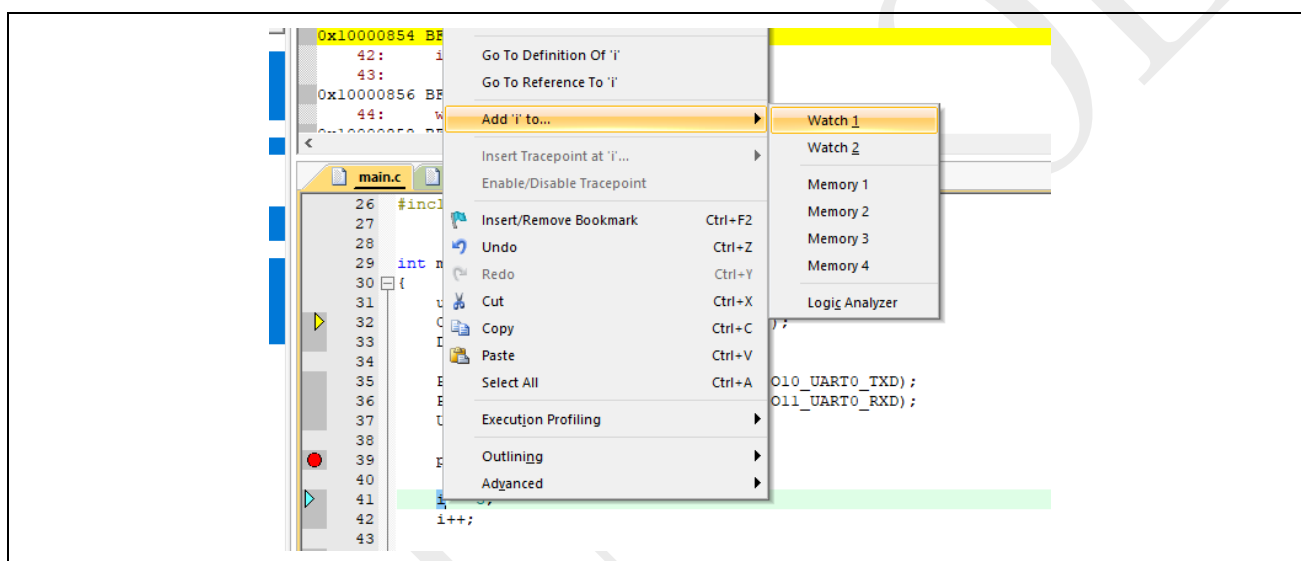 0x10000854 BF
42: i
43:
0x10000856 BF
44: w
Go To Definition Of 'i'
Go To Reference To 'i'
Add 'i' to...
Insert Tracepoint at 'i'...
Enable/Disable Tracepoint
Insert/Remove Bookmark Ctrl+F2
Undo Ctrl+Z
Redo Ctrl+Y
Cut Ctrl+X
Copy Ctrl+C
Paste Ctrl+V
Select All Ctrl+A
Execution Profiling
Outlining
Advanced
Watch 1
Watch 2
Memory 1
Memory 2
Memory 3
Memory 4
Logic Analyzer
main.c
26 #incl
27
28
29 int m
30 {
31 u
32 C );
33 D
34
35 P O10_UART0_TXD);
36 P O11_UART0_RXD);
37 U
38
39 p
40
41 i
42 i++;
43